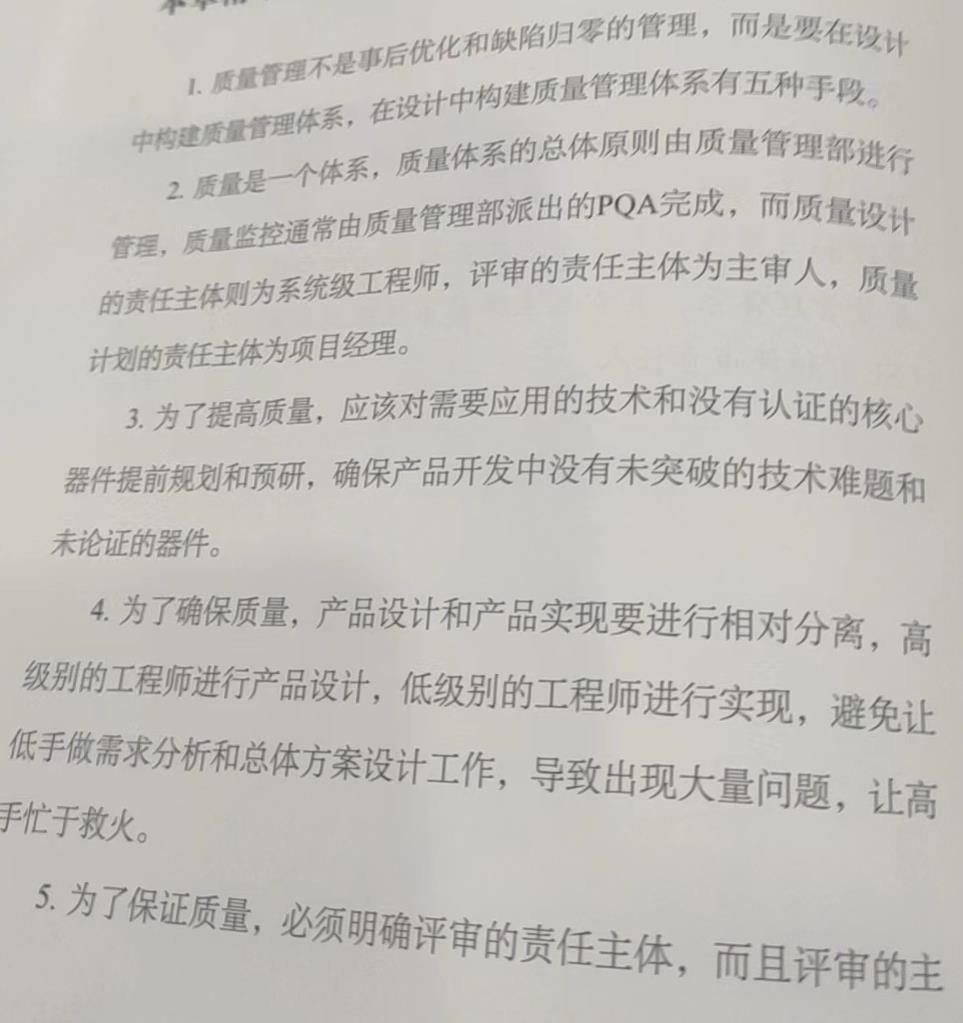 1. 质量管理不是事后优化和缺陷归零的管理，而是要在设计
中构建质量管理体系，在设计中构建质量管理体系有五种手段。
2. 质量是一个体系，质量体系的总体原则由质量管理部进行
管理，质量监控通常由质量管理部派出的PQA完成，而质量设计
的责任主体则为系统级工程师，评审的责任主体为主审人，质量
计划的责任主体为项目经理。
3. 为了提高质量，应该对需要应用的技术和没有认证的核心
器件提前规划和预研，确保产品开发中没有未突破的技术难题和
未论证的器件。
4. 为了确保质量，产品设计和产品实现要进行相对分离，高
级别的工程师进行产品设计，低级别的工程师进行实现，避免让
低手做需求分析和总体方案设计工作，导致出现大量问题，让高
手忙于救火。
5. 为了保证质量，必须明确评审的责任主体，而且评审的主